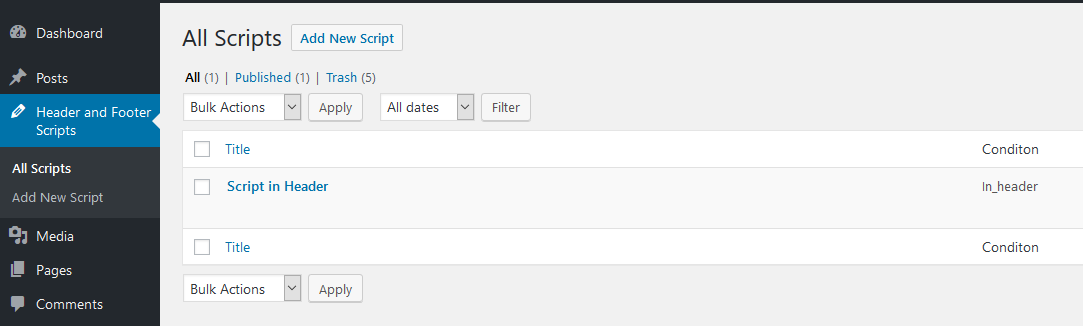 Dashboard
Posts
Header and Footer
Scripts
All Scripts
Add New Script
Media
Pages
Comments
All Scripts Add New Script
All (1) | Published (1) | Trash (5)
Bulk Actions Apply All dates Filter
Title Conditon
Script in Header In_header
Title Conditon
Bulk Actions Apply